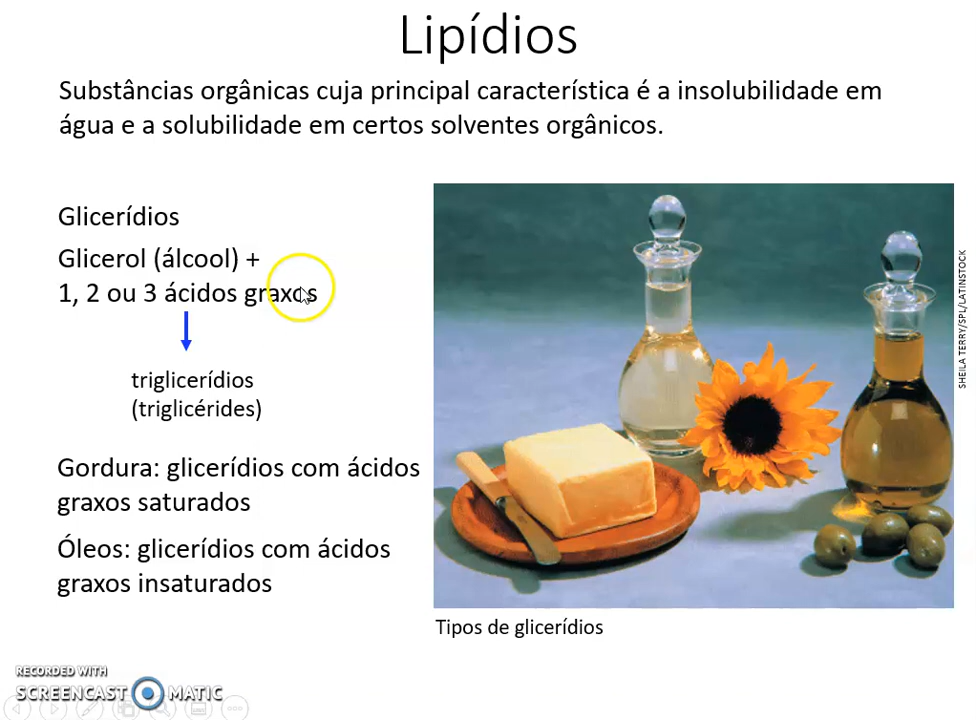 Lipídios
Substâncias orgânicas cuja principal característica é a insolubilidade em
água e a solubilidade em certos solventes orgânicos.
Glicerídios
Glicerol (álcool) +
1, 2 ou 3 ácidos graxos
triglicerídios
(triglicérides)
Gordura: glicerídios com ácidos
graxos saturados
Óleos: glicerídios com ácidos
graxos insaturados
SHEILA TERRY/SPL/LATINSTOCK
Tipos de glicerídios
RECORDED WITH
SCREENCAST MATIC